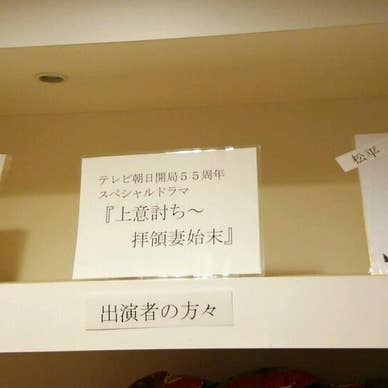 テレビ朝日開局５５周年
スペシャルドラマ
『上意討ち～
拝領妻始末』
松平
出演者の方々